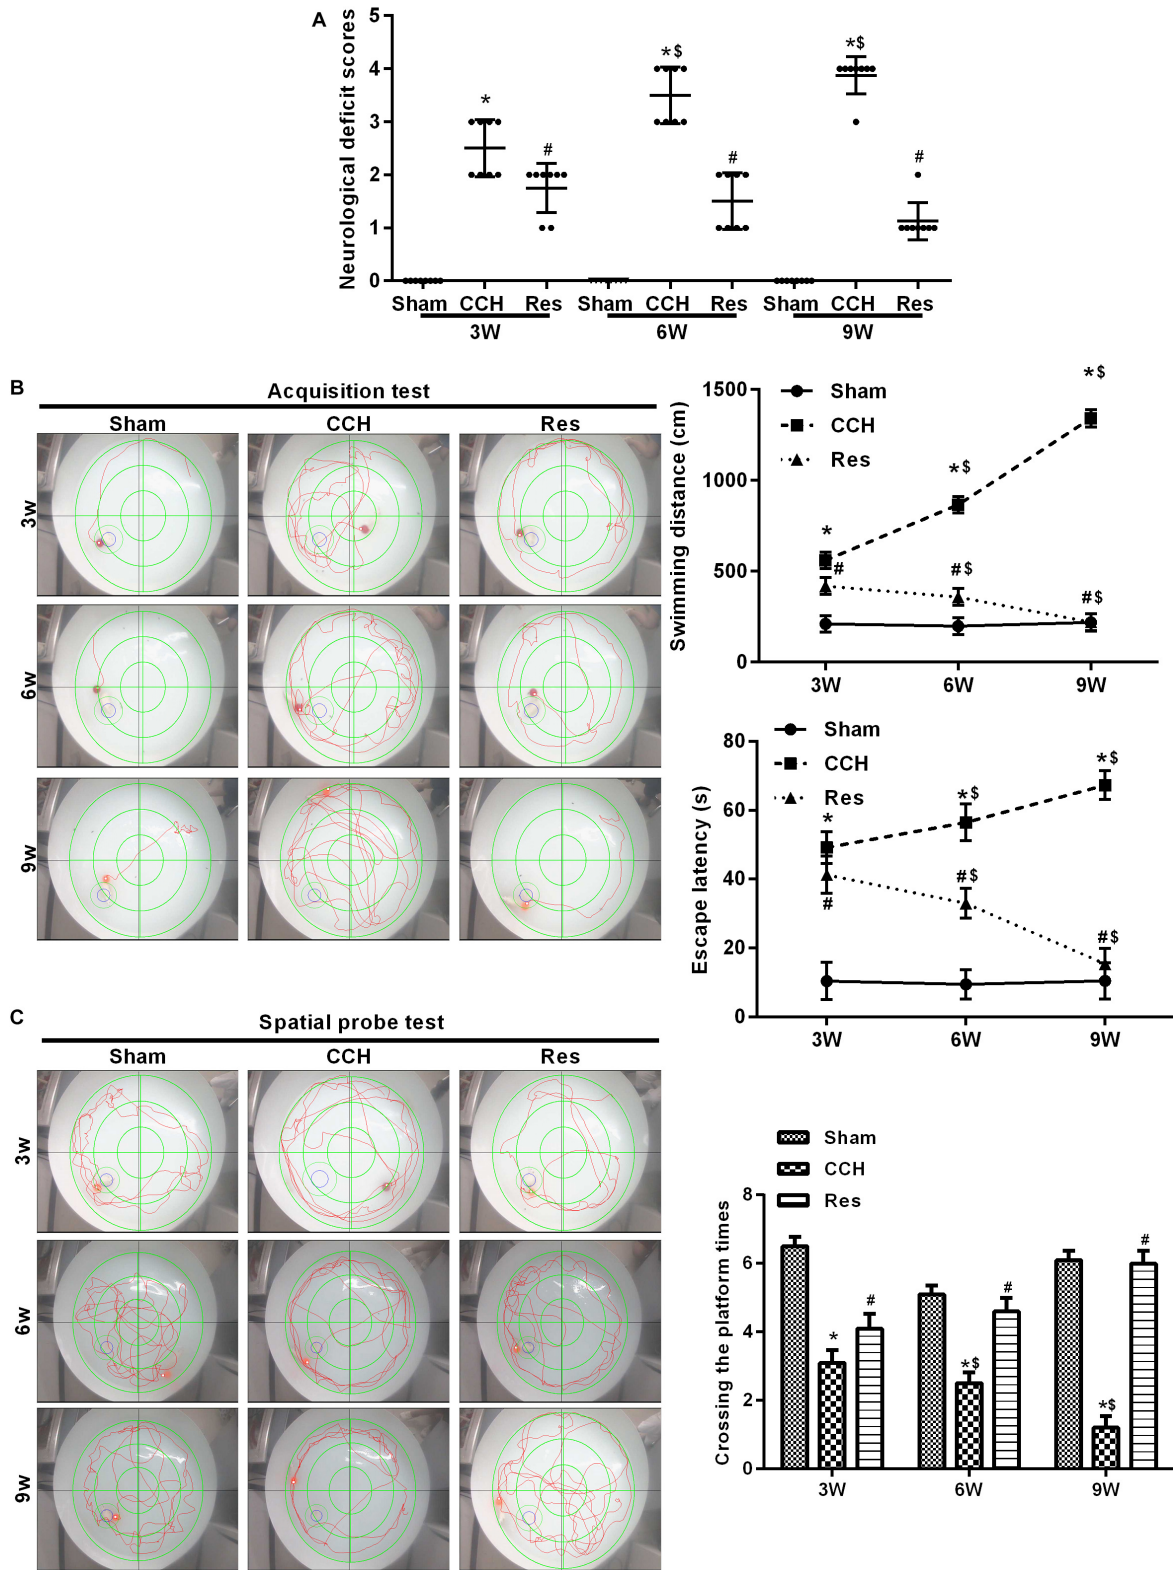 A
Neurological deficit scores
5
4
3
2
1
0
*
#
*$
#
*$
#
Sham CCH Res Sham CCH Res Sham CCH Res
3W 6W 9W
B
Acquisition test
Sham CCH Res
3w
6w
9w
Swimming distance (cm)
1500
1000
500
0
Sham
CCH
Res
*
#
*$
#$
*$
#$
3W 6W 9W
Escape latency (s)
80
60
40
20
0
Sham
CCH
Res
*
#
*$
#$
*$
#$
3W 6W 9W
C
Spatial probe test
Sham CCH Res
3w
6w
9w
Crossing the platform times
8
6
4
2
0
Sham
CCH
Res
*
#
*$
#
*$
#
3W 6W 9W